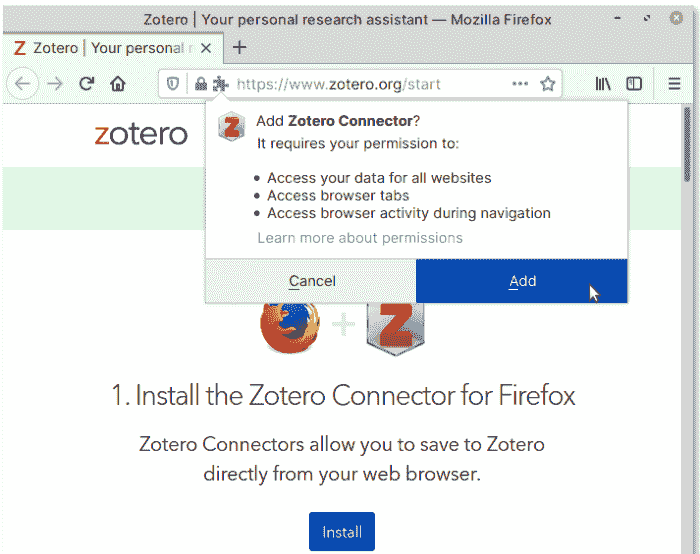 Zotero | Your personal research assistant — Mozilla Firefox
Z Zotero | Your personal r
https://www.zotero.org/start
zotero
Add Zotero Connector?
It requires your permission to:
• Access your data for all websites
• Access browser tabs
• Access browser activity during navigation
Learn more about permissions
Cancel
Add
Z
1. Install the Zotero Connector for Firefox
Zotero Connectors allow you to save to Zotero
directly from your web browser.
Install